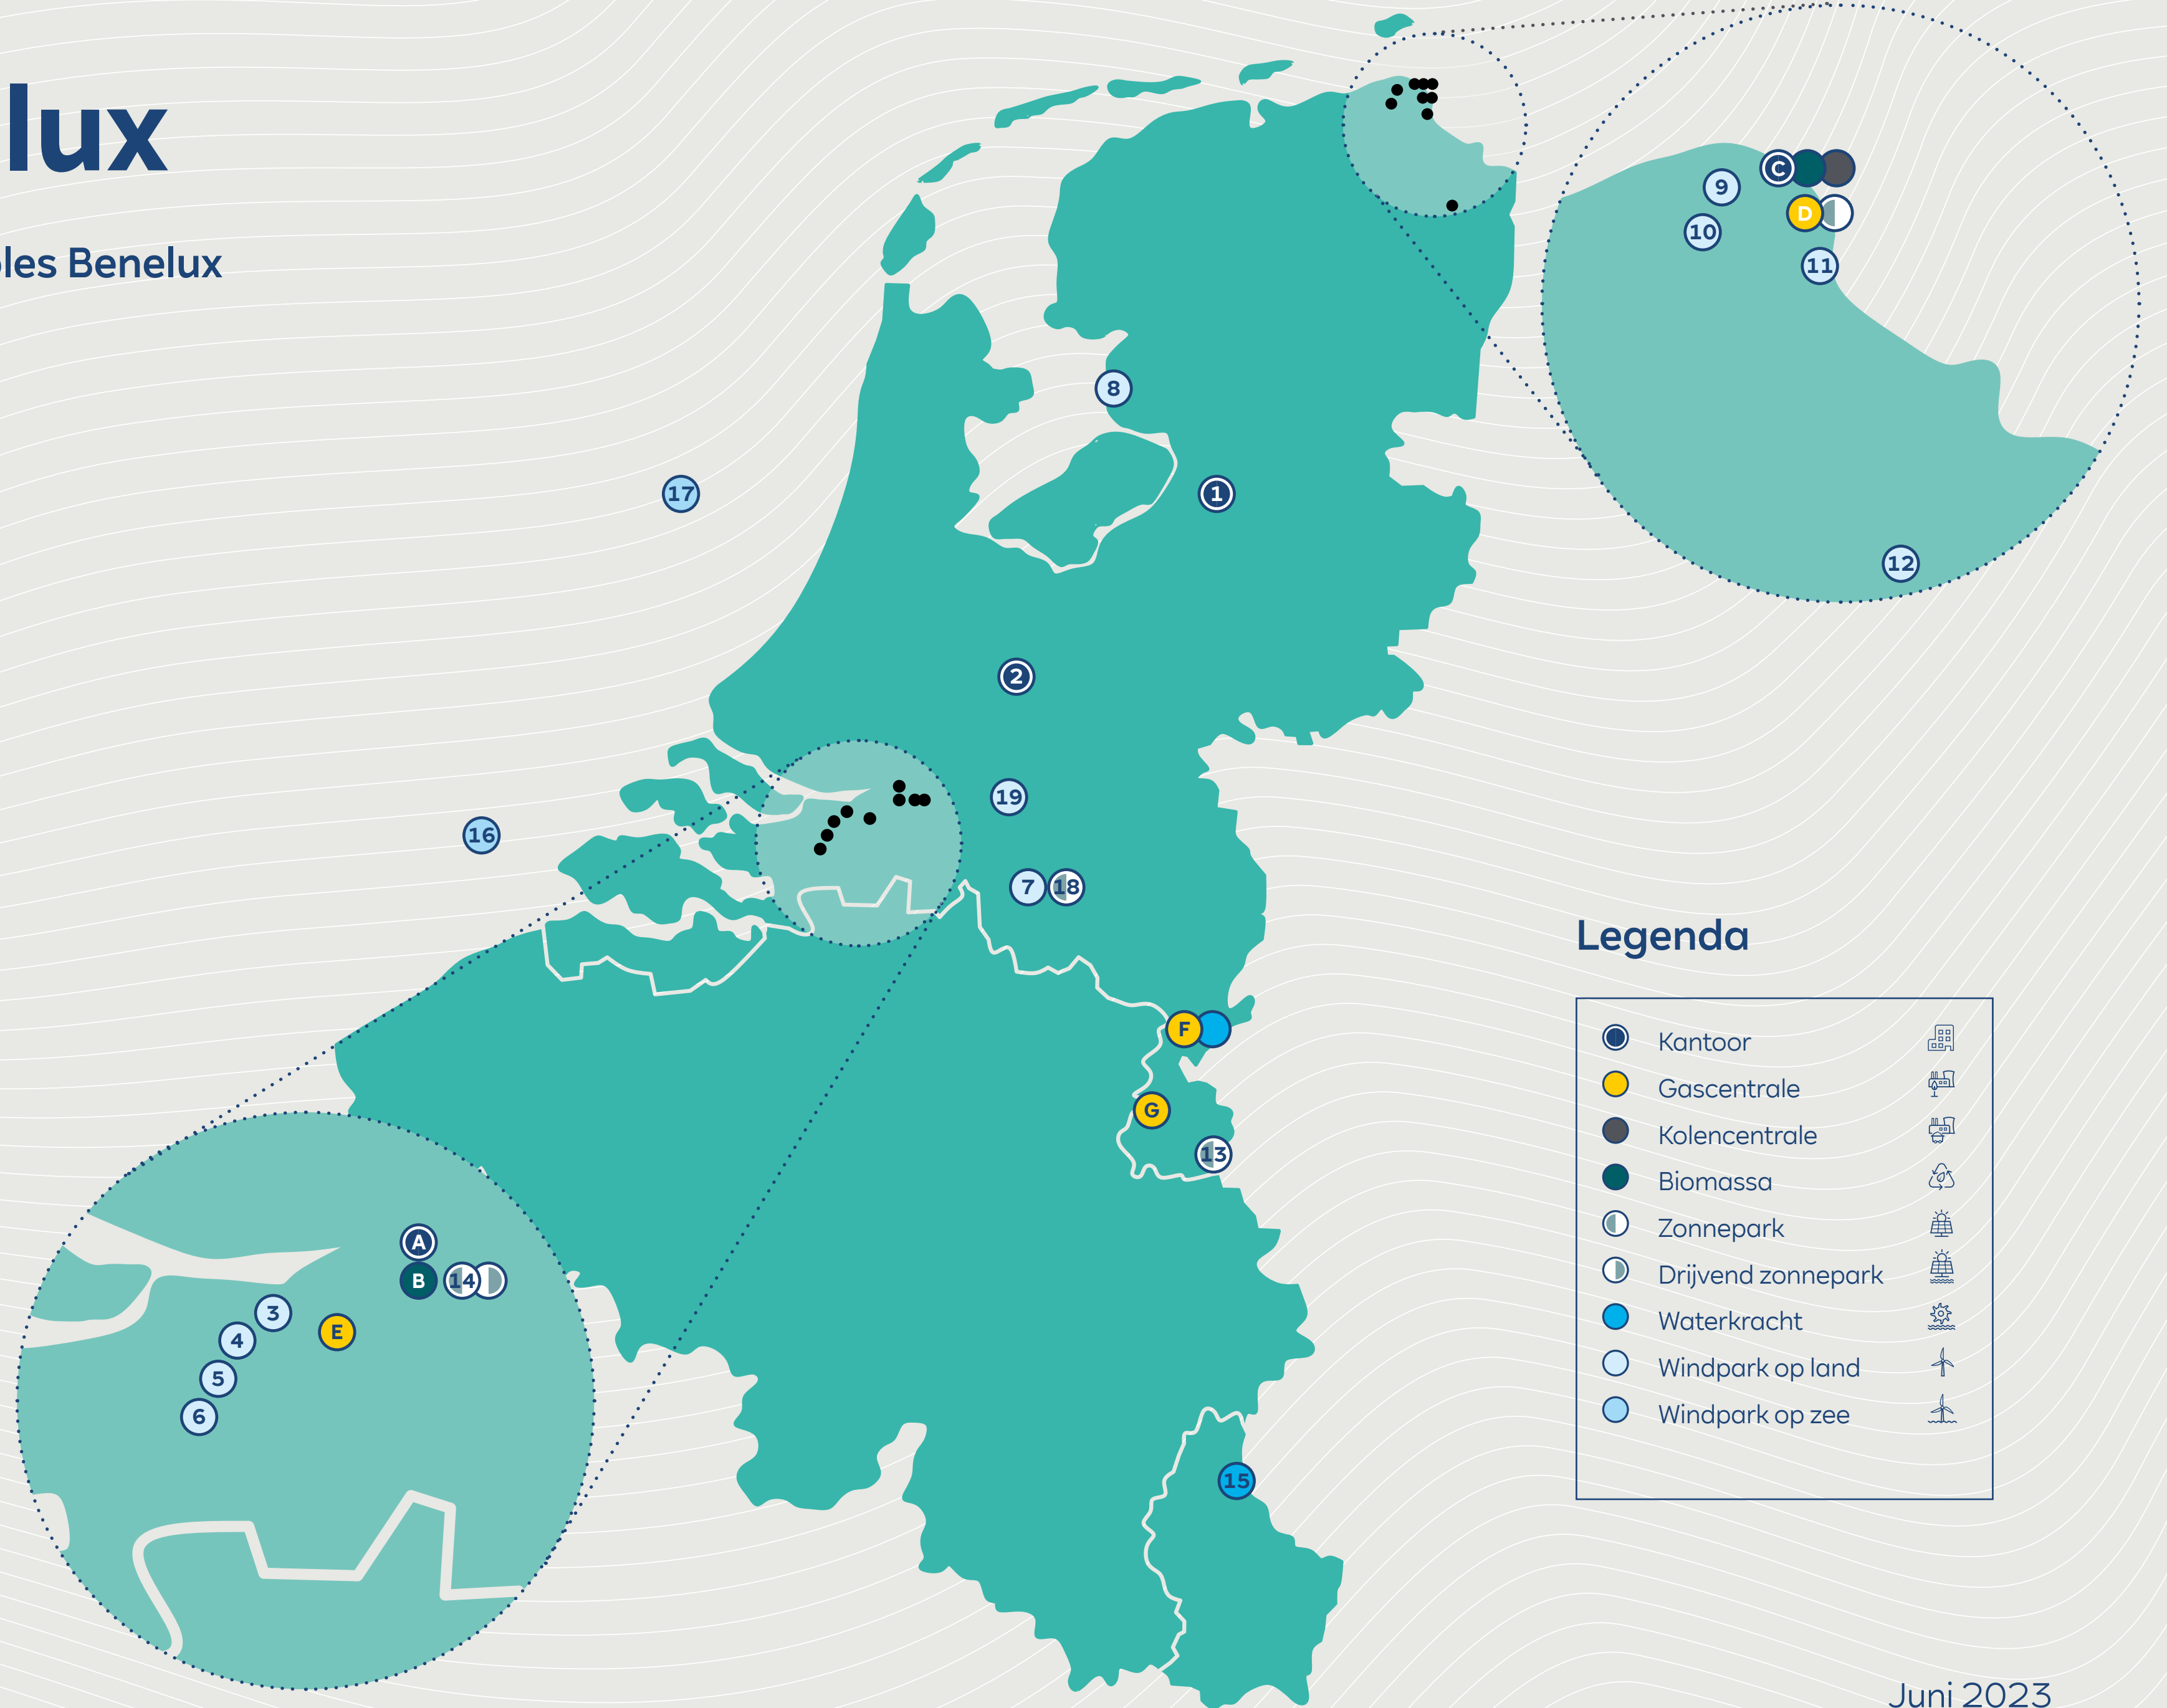 lux
les Benelux
C
9
D
10
11
8
17
1
12
2
19
16
7
18
Legenda
F
Kantoor
Gascentrale
G
Kolencentrale
13
Biomassa
A
Zonnepark
B
14
Drijvend zonnepark
3
E
Waterkracht
4
5
Windpark op land
6
Windpark op zee
15
Juni 2023